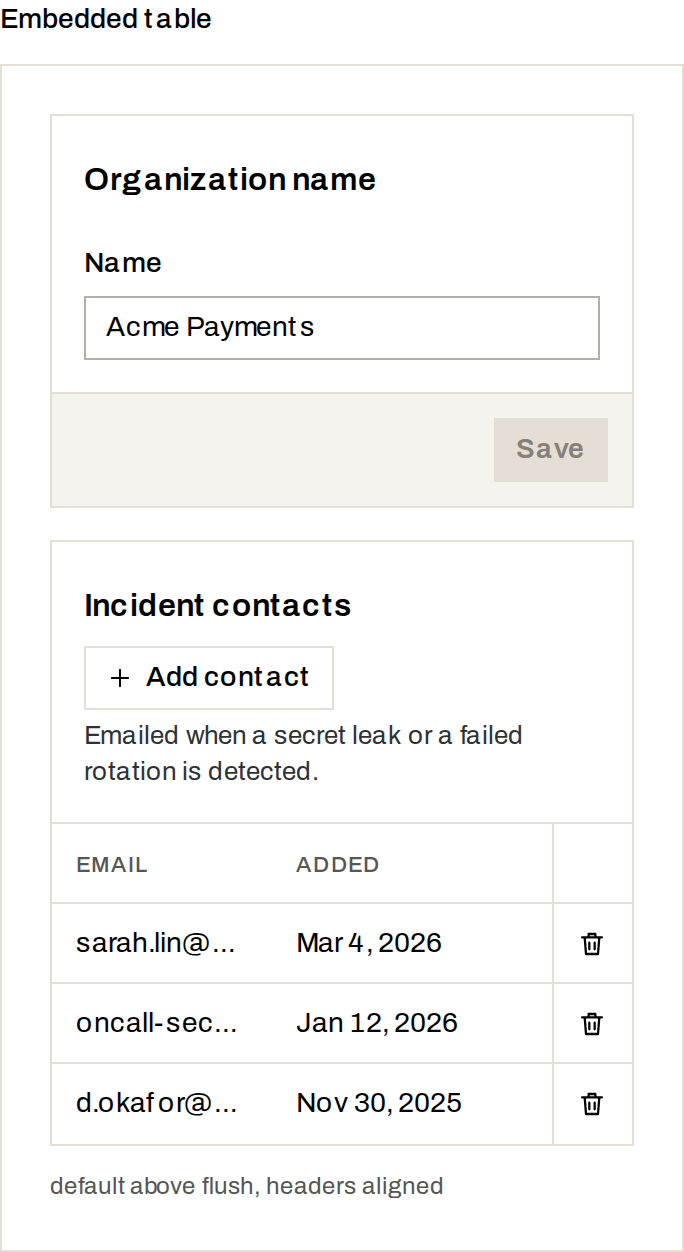 Embedded table
Organization name
Name
Acme Payments
Save
Incident contacts
Add contact
Emailed when a secret leak or a failed
rotation is detected.
EMAIL ADDED
sarah.lin@... Mar 4, 2026
oncall-sec... Jan 12, 2026
d.okafor@... Nov 30, 2025
default above flush, headers aligned